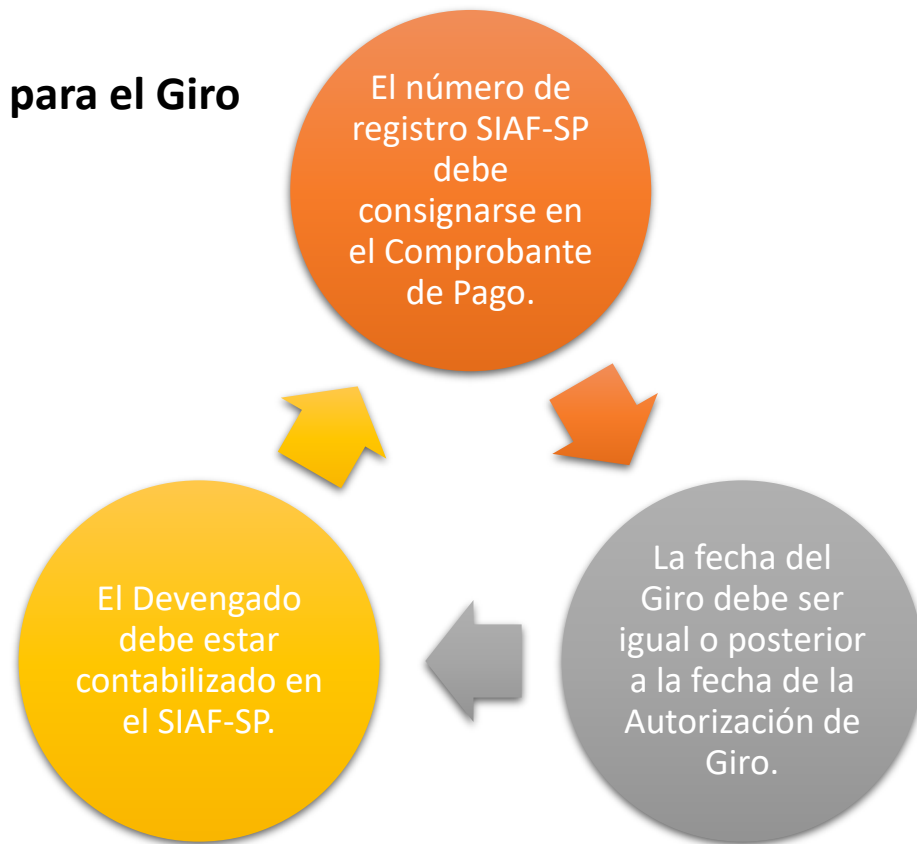 para el Giro
El número de
registro SIAF-SP
debe
consignarse en
el Comprobante
de Pago.
La fecha del
Giro debe ser
igual o posterior
a la fecha de la
Autorización de
Giro.
El Devengado
debe estar
contabilizado en
el SIAF-SP.